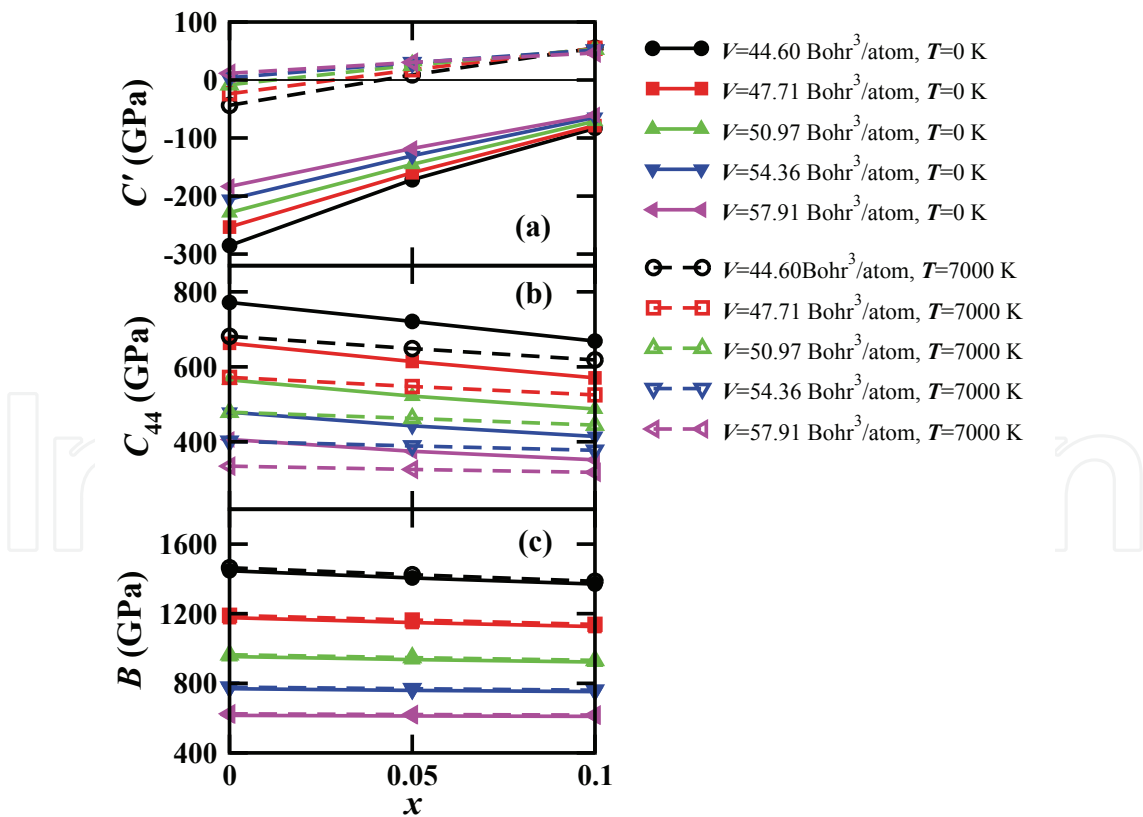 100
0
-100
-200
-300
C′ (GPa)
(a)
800
600
400
C44 (GPa)
(b)
1600
1200
800
400
B (GPa)
(c)
0
0.05
0.1
x
V=44.60 Bohr³/atom, T=0 K
V=47.71 Bohr³/atom, T=0 K
V=50.97 Bohr³/atom, T=0 K
V=54.36 Bohr³/atom, T=0 K
V=57.91 Bohr³/atom, T=0 K
V=44.60Bohr³/atom, T=7000 K
V=47.71 Bohr³/atom, T=7000 K
V=50.97 Bohr³/atom, T=7000 K
V=54.36 Bohr³/atom, T=7000 K
V=57.91 Bohr³/atom, T=7000 K